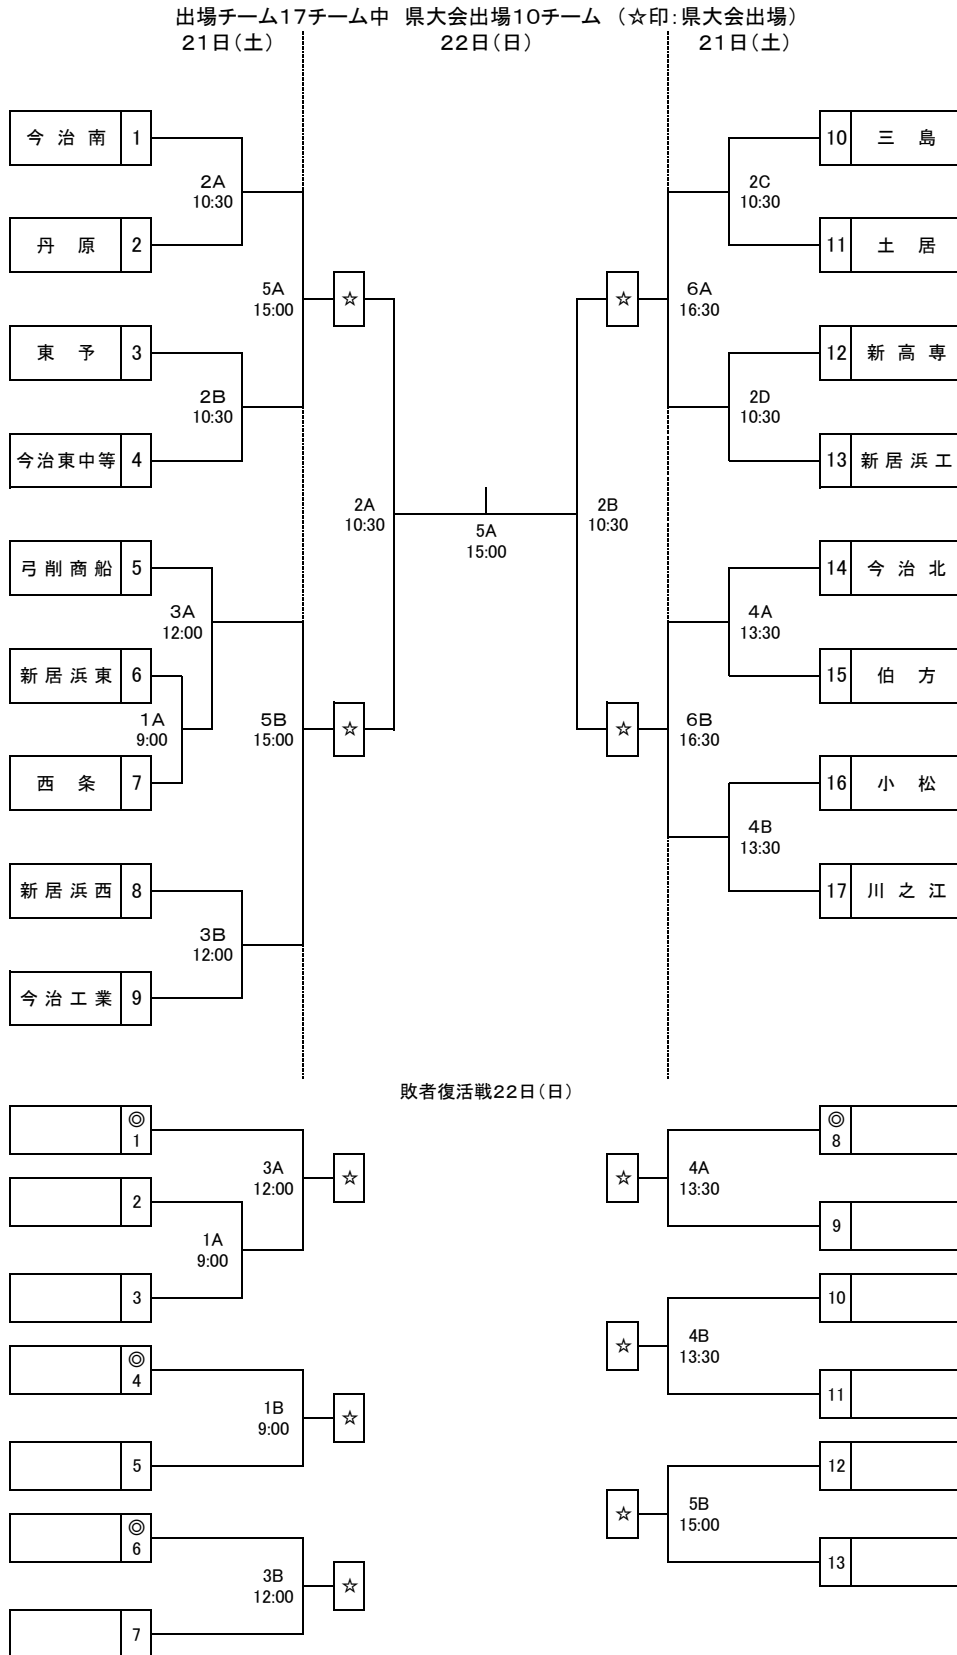 出場チーム17チーム中 県大会出場10チーム (☆印:県大会出場)
21日(土) 22日(日) 21日(土)
今治南 1
10 三島
2A
10:30
2C
10:30
丹原 2
11 土居
5A
15:00
☆
☆
6A
16:30
東予 3
12 新高専
2B
10:30
2D
10:30
今治東中等 4
13 新居浜工
2A
10:30
5A
15:00
2B
10:30
弓削商船 5
14 今治北
3A
12:00
4A
13:30
新居浜東 6
15 伯方
1A
9:00
5B
15:00
☆
☆
6B
16:30
西条 7
16 小松
4B
13:30
新居浜西 8
17 川之江
3B
12:00
今治工業 9
敗者復活戦22日(日)
◎
1
◎
8
3A
12:00
☆
☆
4A
13:30
2
9
1A
9:00
3
10
☆
4B
13:30
◎
4
11
1B
9:00
☆
5
12
☆
5B
15:00
◎
6
13
3B
12:00
☆
7